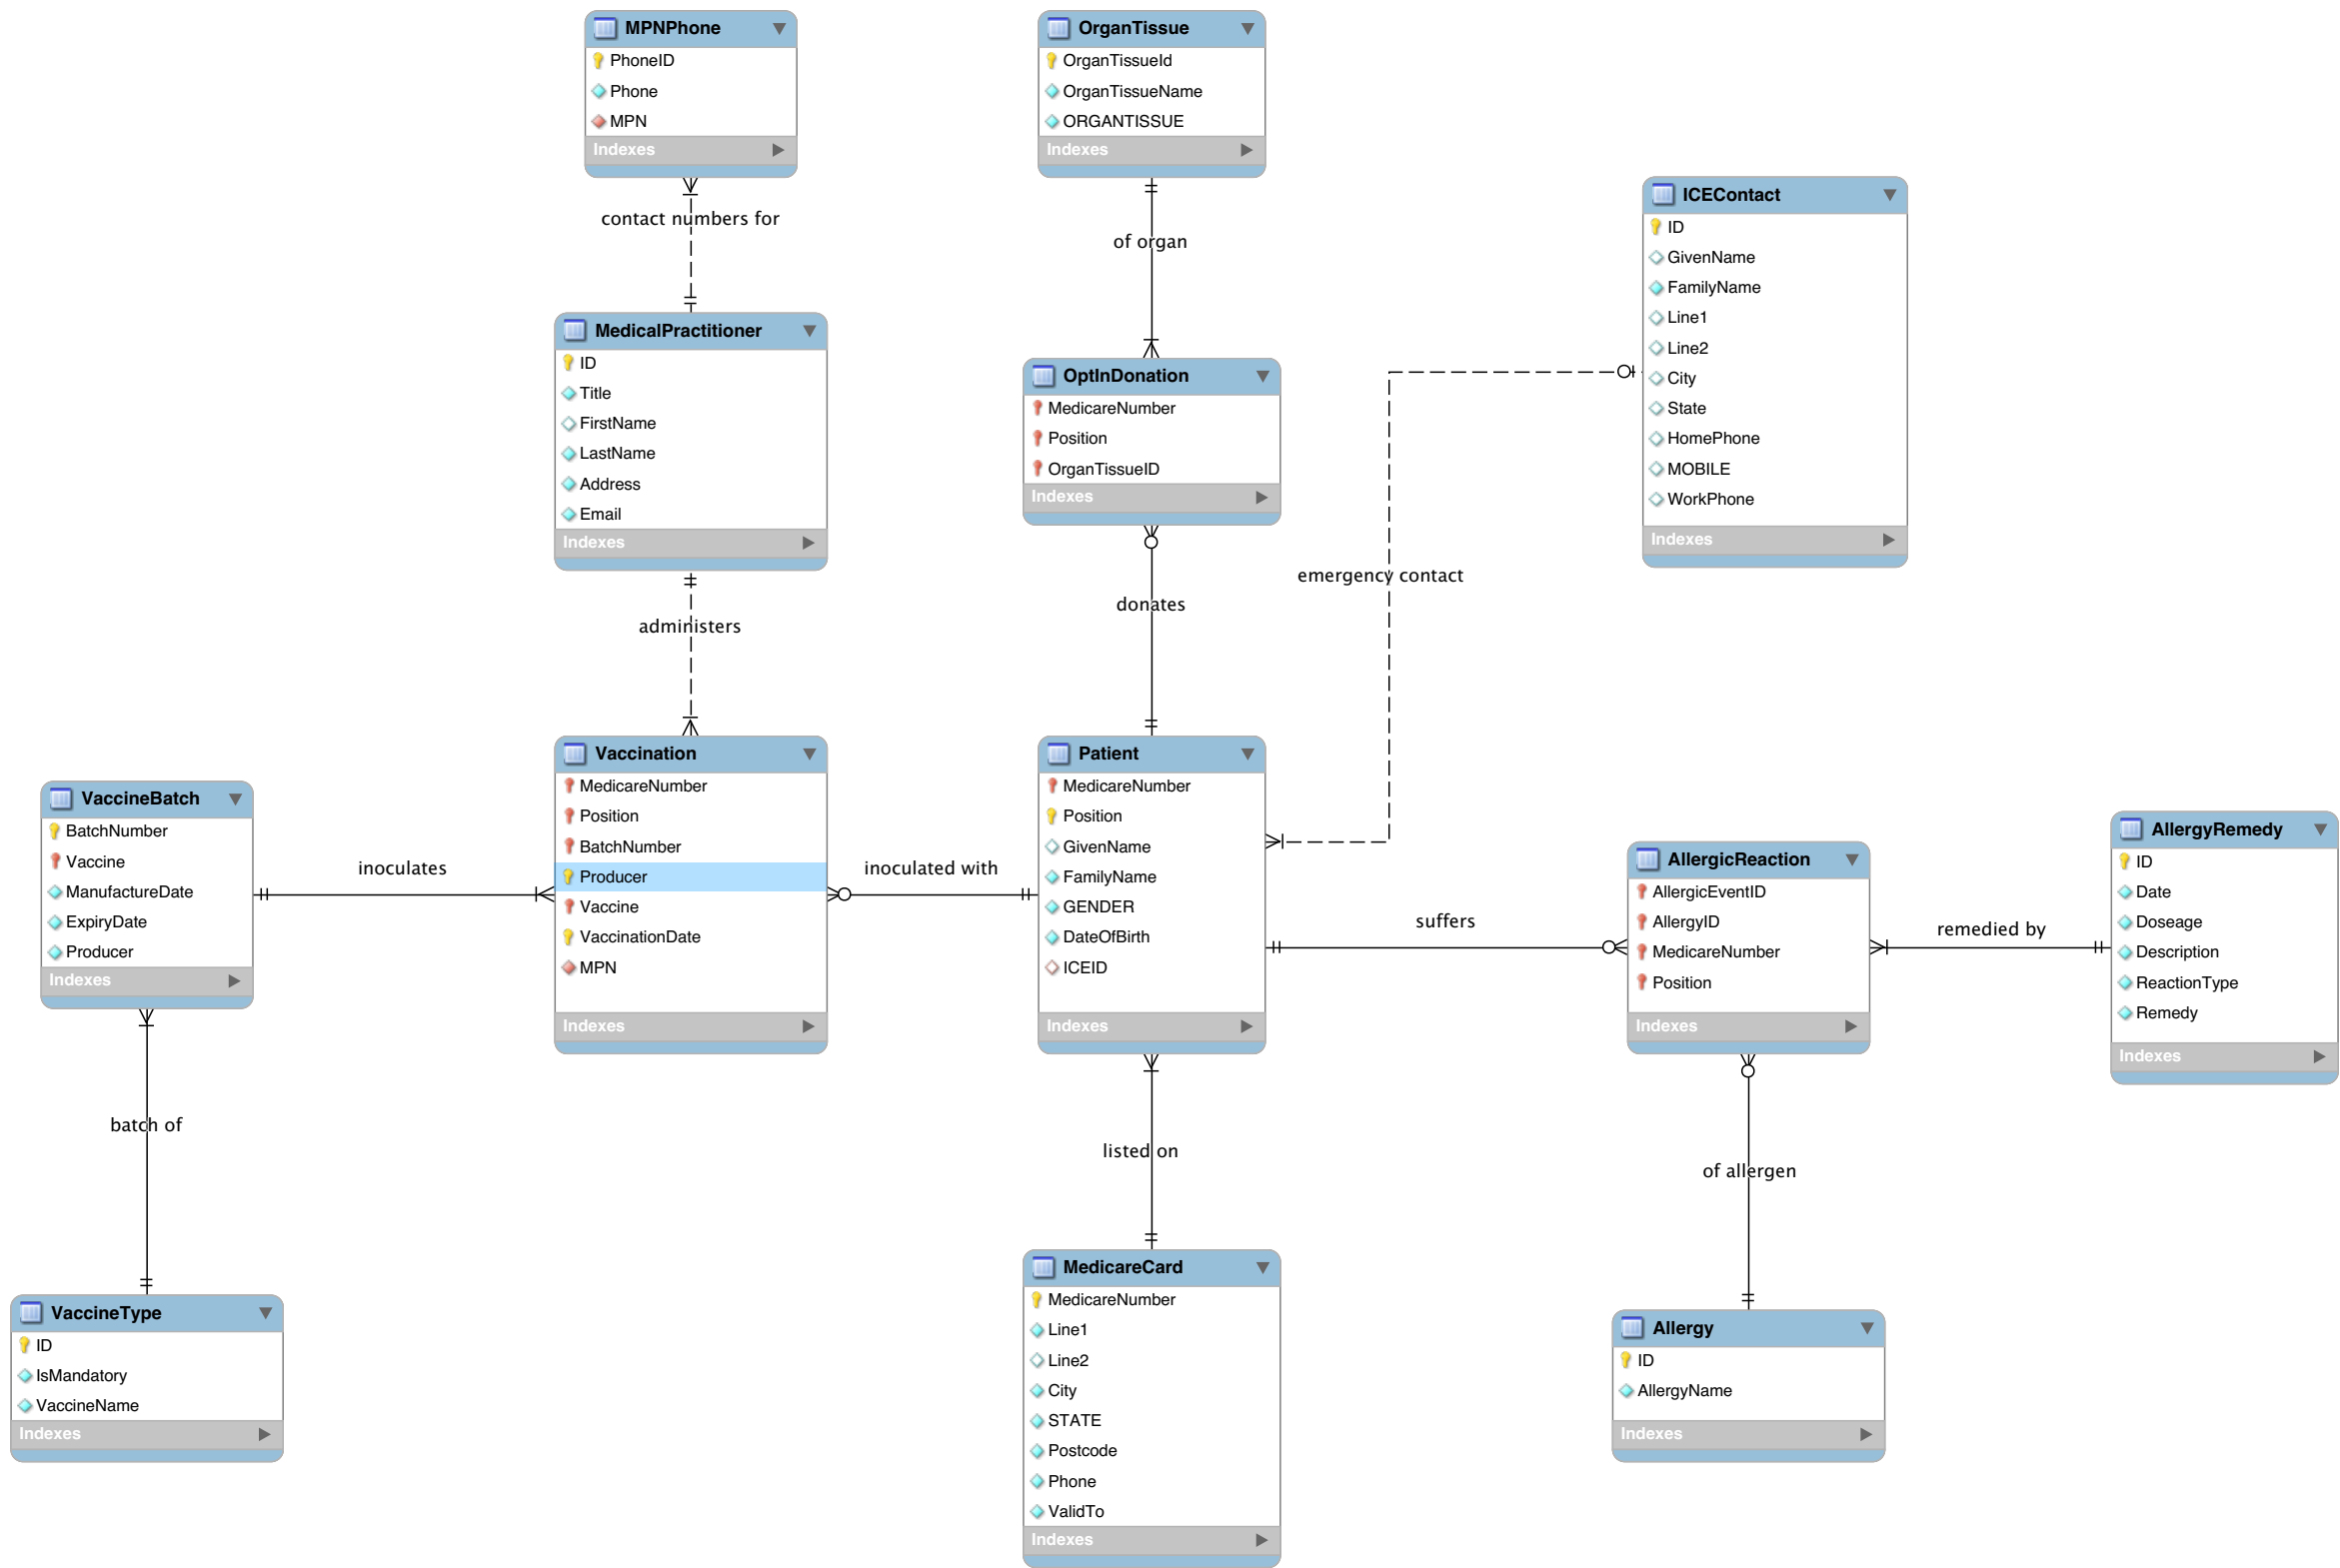 MPNPhone
PhoneID
Phone
MPN
Indexes
OrganTissue
OrganTissueId
OrganTissueName
ORGANTISSUE
Indexes
ICEContact
ID
GivenName
FamilyName
Line1
Line2
City
State
HomePhone
MOBILE
WorkPhone
Indexes
contact numbers for
of organ
MedicalPractitioner
ID
Title
FirstName
LastName
Address
Email
Indexes
OptInDonation
MedicareNumber
Position
OrganTissueID
Indexes
emergency contact
donates
administers
VaccineBatch
BatchNumber
Vaccine
ManufactureDate
ExpiryDate
Producer
Indexes
inoculates
Vaccination
MedicareNumber
Position
BatchNumber
Producer
Vaccine
VaccinationDate
MPN
Indexes
inoculated with
Patient
MedicareNumber
Position
GivenName
FamilyName
GENDER
DateOfBirth
ICEID
Indexes
suffers
AllergicReaction
AllergicEventID
AllergyID
MedicareNumber
Position
Indexes
remedied by
AllergyRemedy
ID
Date
Doseage
Description
ReactionType
Remedy
Indexes
batch of
listed on
of allergen
VaccineType
ID
IsMandatory
VaccineName
Indexes
MedicareCard
MedicareNumber
Line1
Line2
City
STATE
Postcode
Phone
ValidTo
Indexes
Allergy
ID
AllergyName
Indexes